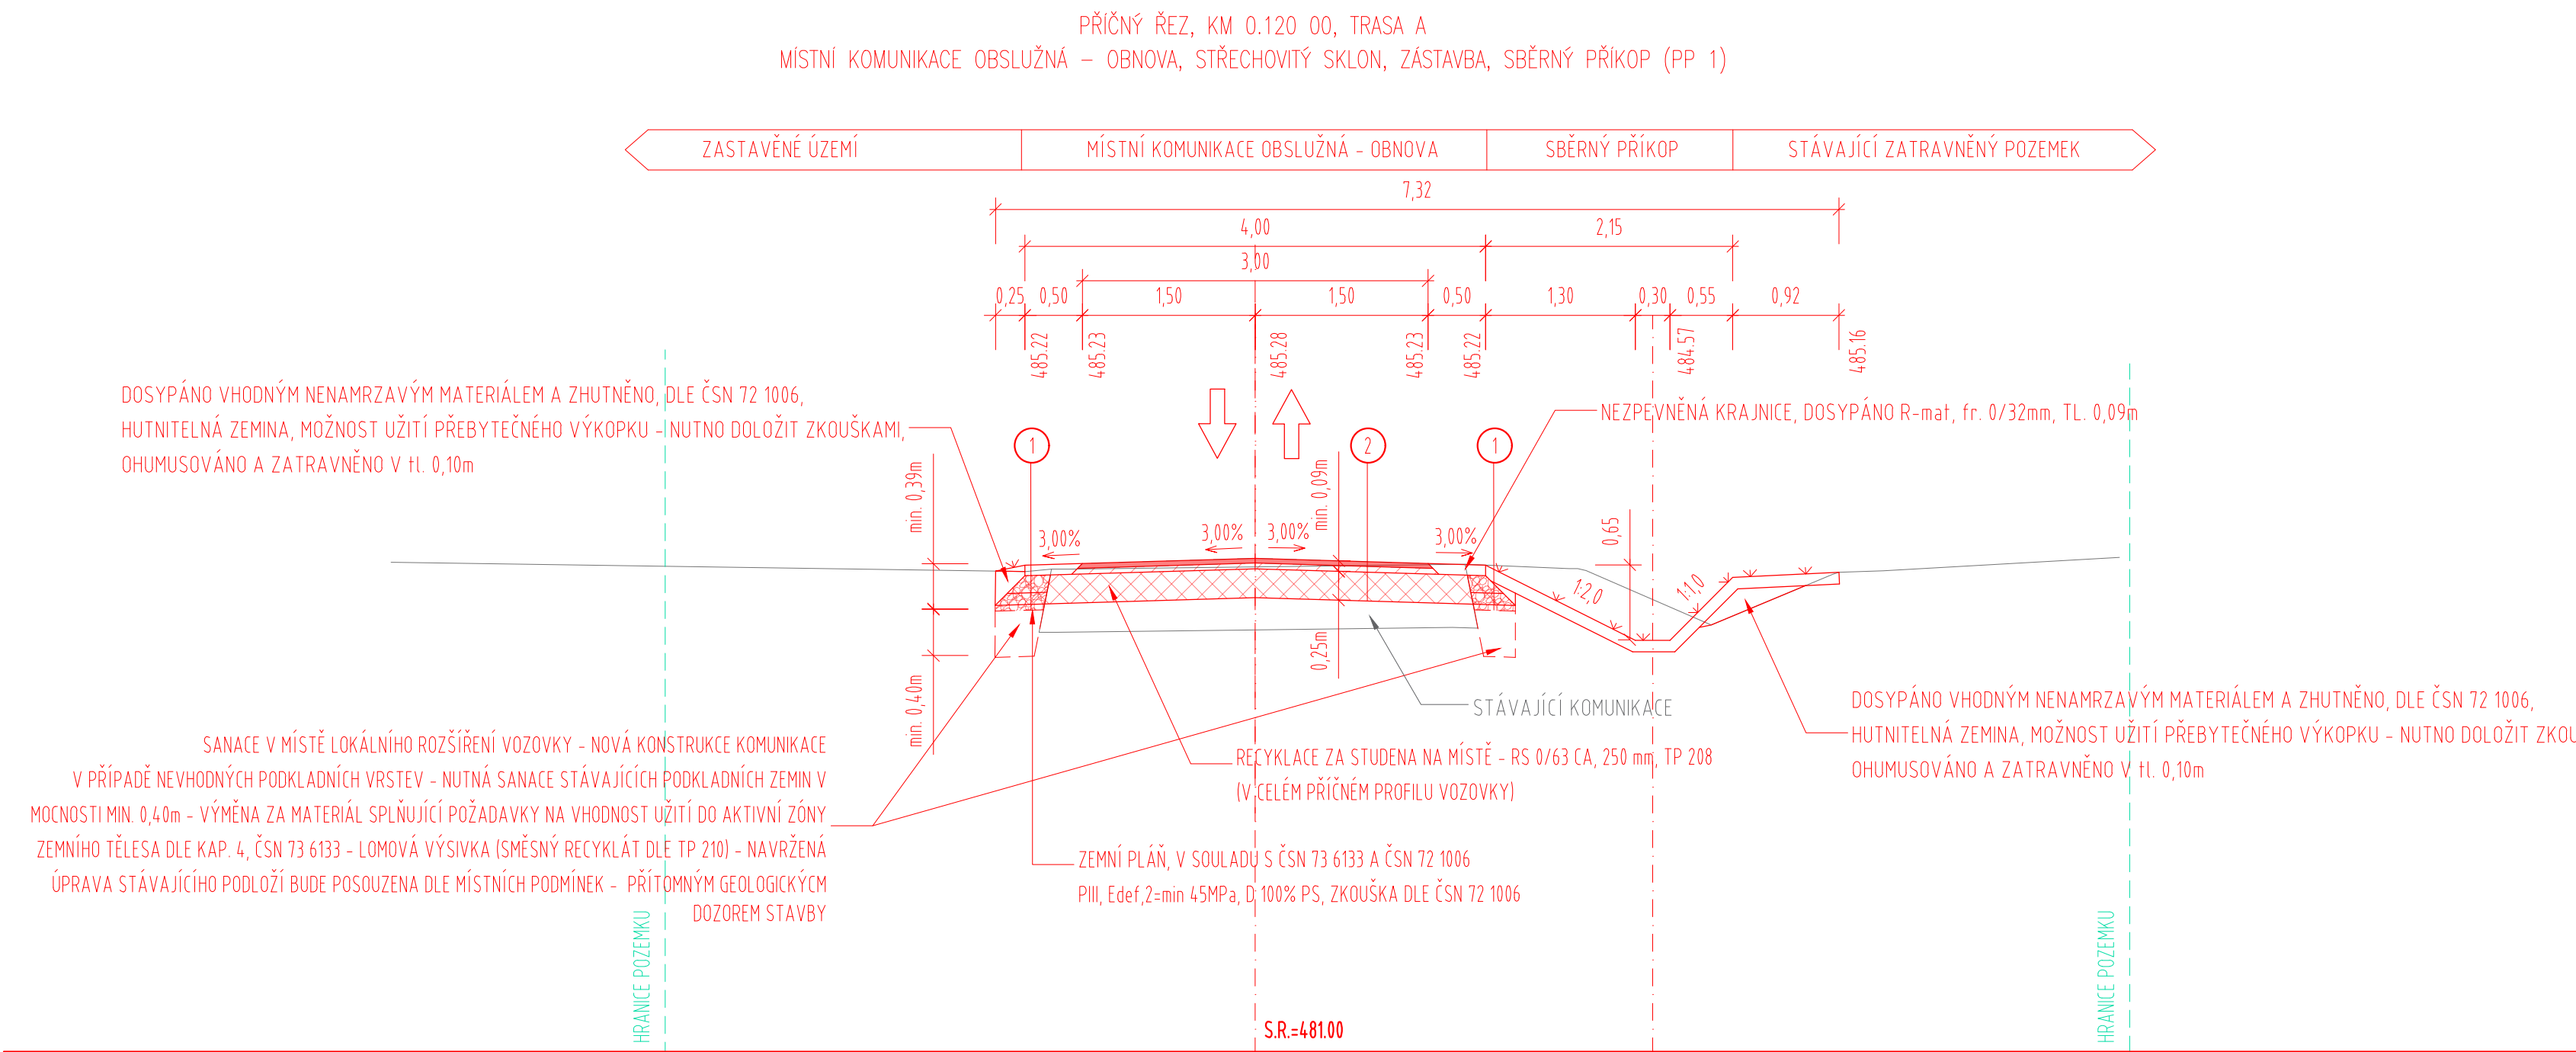 PŘÍČNÝ ŘEZ, KM 0.120 00, TRASA A
MÍSTNÍ KOMUNIKACE OBSLUŽNÁ – OBNOVA, STŘECHOVITÝ SKLON, ZÁSTAVBA, SBĚRNÝ PŘÍKOP (PP 1)
ZASTAVĚNÉ ÚZEMÍ
MÍSTNÍ KOMUNIKACE OBSLUŽNÁ - OBNOVA
SBĚRNÝ PŘÍKOP
STÁVAJÍCÍ ZATRAVNĚNÝ POZEMEK
7,32
4,00
2,15
3,00
0,25
0,50
1,50
1,50
0,50
1,30
0,30
0,55
0,92
485.22
485.23
485.28
485.23
485.22
484.57
485.16
DOSYPÁNO VHODNÝM NENAMRZAVÝM MATERIÁLEM A ZHUTNĚNO, DLE ČSN 72 1006,
HUTNITELNÁ ZEMINA, MOŽNOST UŽITÍ PŘEBYTEČNÉHO VÝKOPKU - NUTNO DOLOŽIT ZKOUŠKAMI,
OHUMUSOVÁNO A ZATRAVNĚNO V tl. 0,10m
NEZPEVNĚNÁ KRAJNICE, DOSYPÁNO R-mat, fr. 0/32mm, TL. 0,09m
1
2
1
min. 0,39m
min. 0,09m
0,65
3,00%
3,00%
3,00%
3,00%
1:2,0
1:1,0
0,25m
min. 0,40m
STÁVAJÍCÍ KOMUNIKACE
DOSYPÁNO VHODNÝM NENAMRZAVÝM MATERIÁLEM A ZHUTNĚNO, DLE ČSN 72 1006,
HUTNITELNÁ ZEMINA, MOŽNOST UŽITÍ PŘEBYTEČNÉHO VÝKOPKU - NUTNO DOLOŽIT ZKOU
OHUMUSOVÁNO A ZATRAVNĚNO V tl. 0,10m
SANACE V MÍSTĚ LOKÁLNÍHO ROZŠÍŘENÍ VOZOVKY - NOVÁ KONSTRUKCE KOMUNIKACE
V PŘÍPADĚ NEVHODNÝCH PODKLADNÍCH VRSTEV - NUTNÁ SANACE STÁVAJÍCÍCH PODKLADNÍCH ZEMIN V
MOCNOSTI MIN. 0,40m - VÝMĚNA ZA MATERIÁL SPLŇUJÍCÍ POŽADAVKY NA VHODNOST UŽITÍ DO AKTIVNÍ ZÓNY
ZEMNÍHO TĚLESA DLE KAP. 4, ČSN 73 6133 - LOMOVÁ VÝSIVKA (SMĚSNÝ RECYKLÁT DLE TP 210) - NAVRŽENÁ
ÚPRAVA STÁVAJÍCÍHO PODLOŽÍ BUDE POSOUZENA DLE MÍSTNÍCH PODMÍNEK - PŘÍTOMNÝM GEOLOGICKÝCM
DOZOREM STAVBY
RECYKLACE ZA STUDENA NA MÍSTĚ - RS 0/63 CA, 250 mm, TP 208
(V CELÉM PŘÍČNÉM PROFILU VOZOVKY)
ZEMNÍ PLÁŇ, V SOULADU S ČSN 73 6133 A ČSN 72 1006
PIII, Edef,2=min 45MPa, D 100% PS, ZKOUŠKA DLE ČSN 72 1006
HRANICE POZEMKU
HRANICE POZEMKU
S.R.=481.00